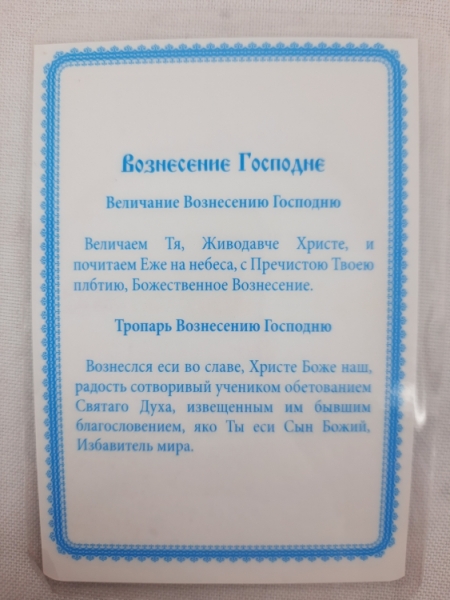 Вознесение Господне
Величание Вознесению Господню
Величаем Тя, Живодавче Христе, и
почитаем Еже на небеса, с Пречистою Твоею
плбтию, Божественное Вознесение.
Тропарь Вознесению Господню
Вознеслся еси во славе, Христе Боже наш,
радость сотворивый учеником обетованием
Святаго Духа, извещенным им бывшим
благословением, яко Ты еси Сын Божий,
Избавитель мира.